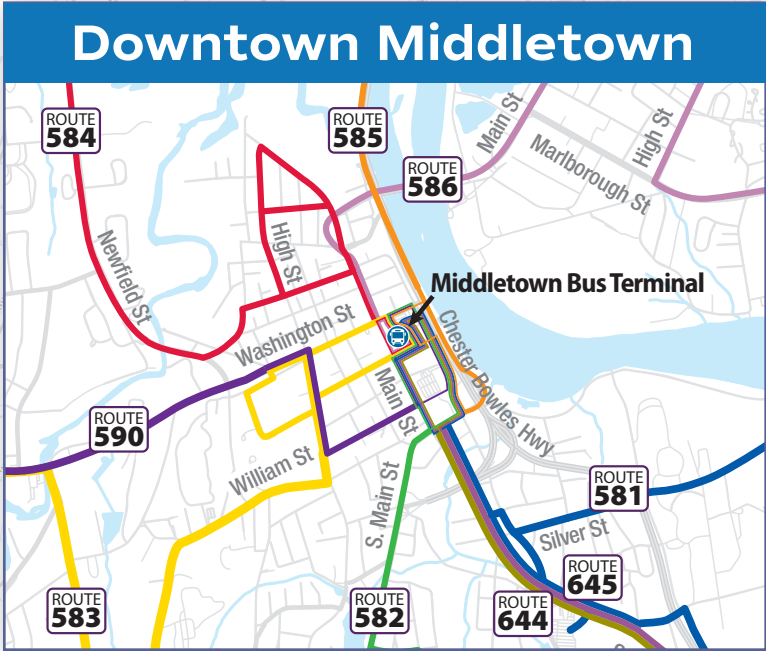 Downtown Middletown
ROUTE
584
ROUTE
585
Main St
High St
ROUTE
586
Marlborough St
Newfield St
High St
Middletown Bus Terminal
Washington St
Chester Bowles Hwy
Main St
ROUTE
590
William St
S. Main St
ROUTE
581
Silver St
ROUTE
645
ROUTE
583
ROUTE
582
ROUTE
644